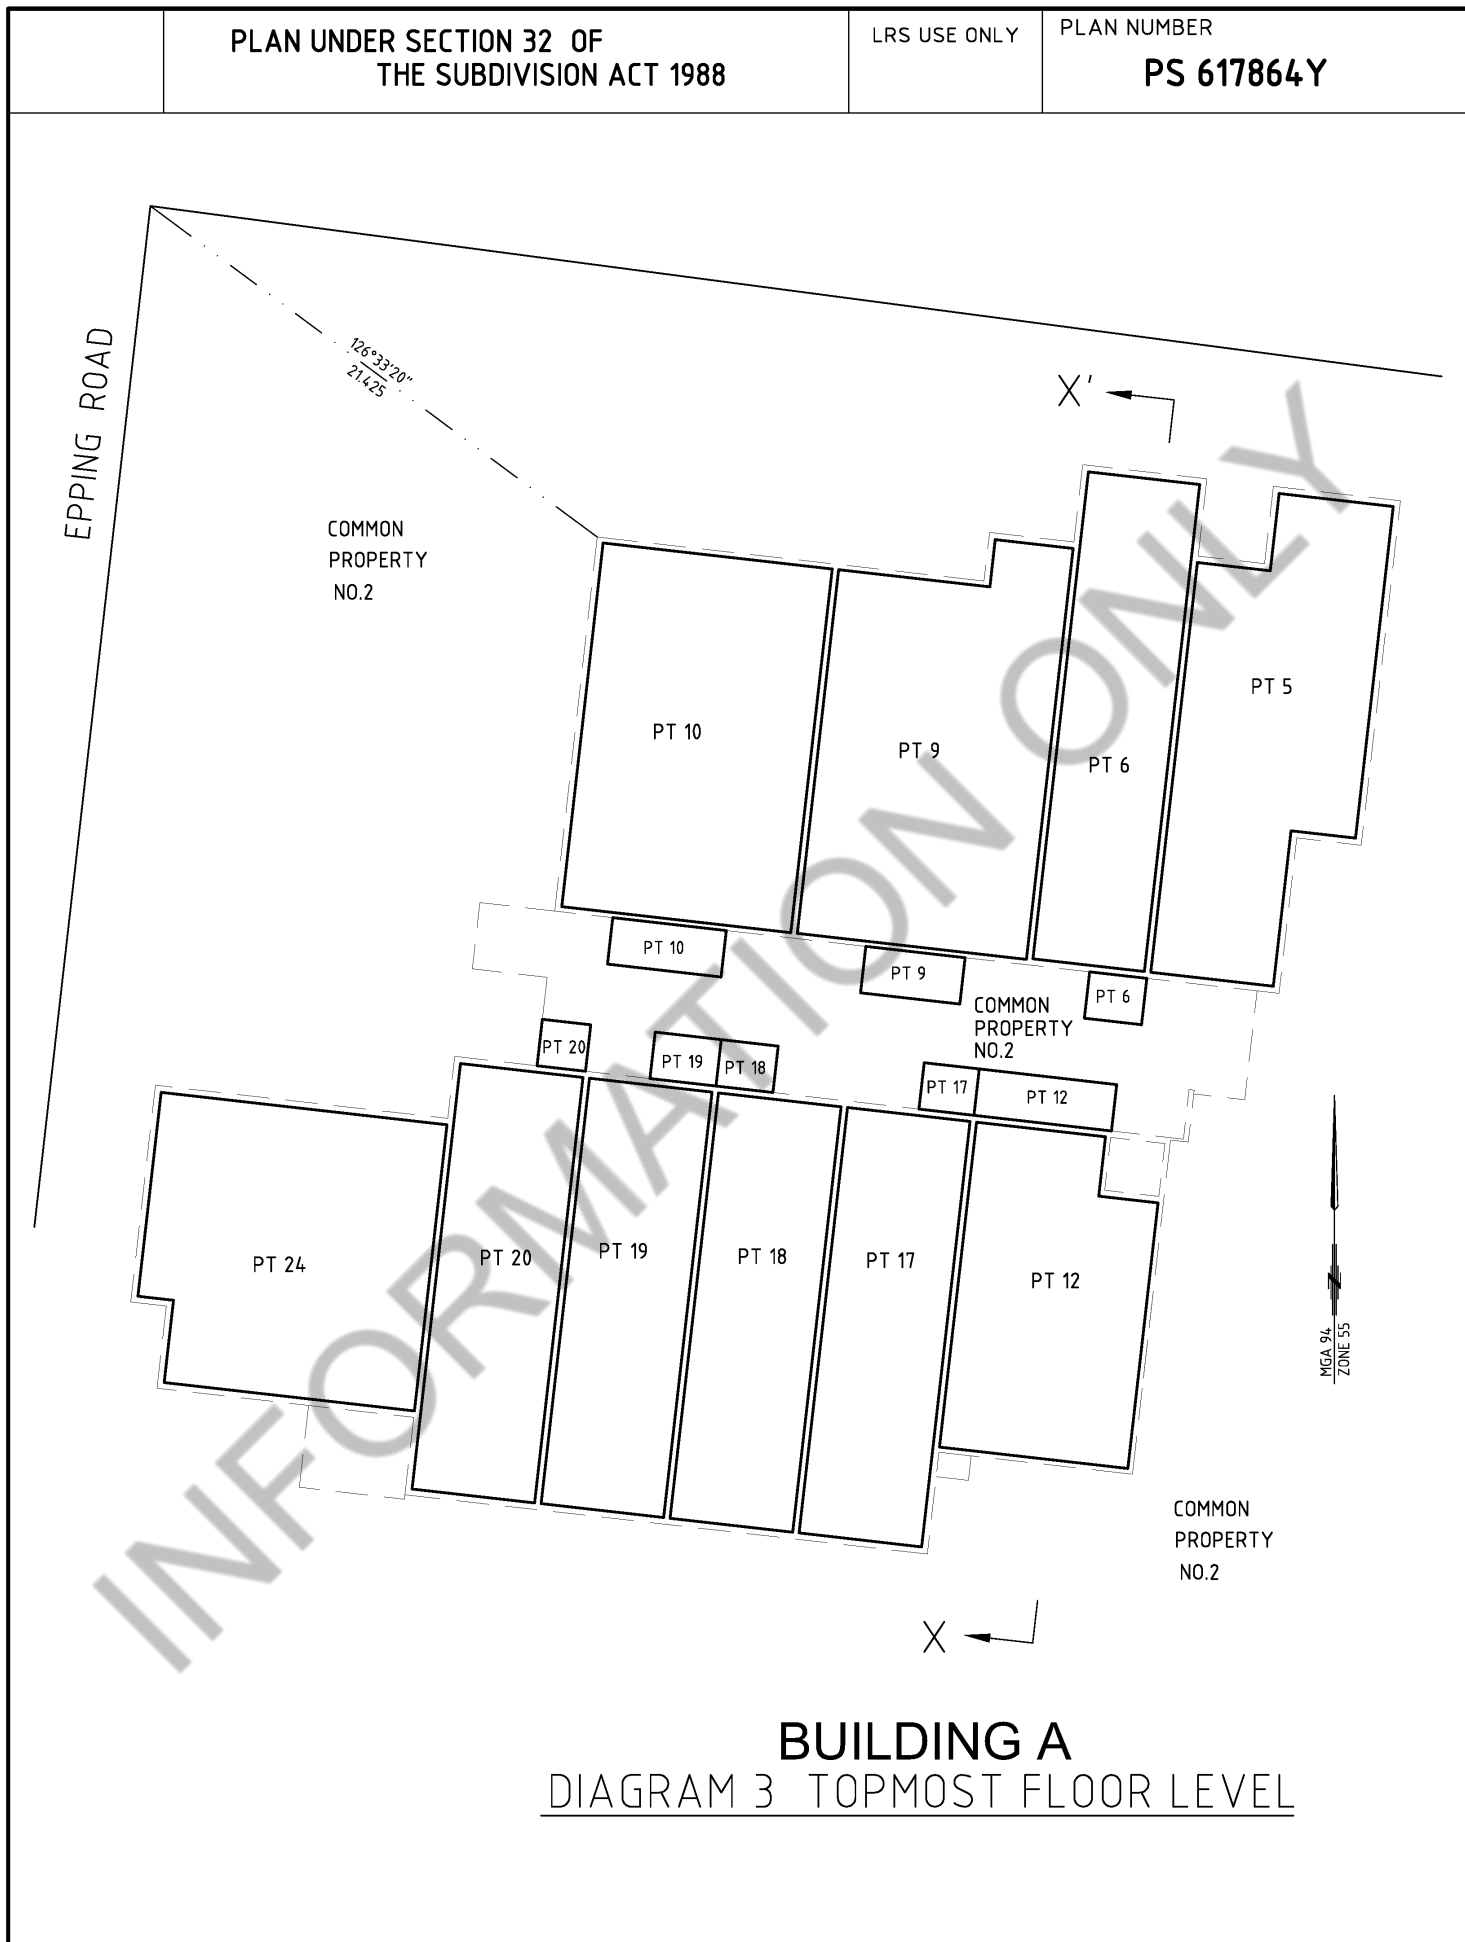 PLAN UNDER SECTION 32 OF
THE SUBDIVISION ACT 1988
LRS USE ONLY
PLAN NUMBER
PS 617864Y
EPPING ROAD
126°33'20"
21.425
X'
COMMON
PROPERTY
NO.2
PT 5
PT 10
PT 9
PT 6
PT 10
PT 9
PT 6
COMMON
PROPERTY
NO.2
PT 20
PT 19
PT 18
PT 17
PT 12
PT 24
PT 20
PT 19
PT 18
PT 17
PT 12
N
MGA 94
ZONE 55
COMMON
PROPERTY
NO.2
X
BUILDING A
DIAGRAM 3 TOPMOST FLOOR LEVEL
INFORMATION ONLY